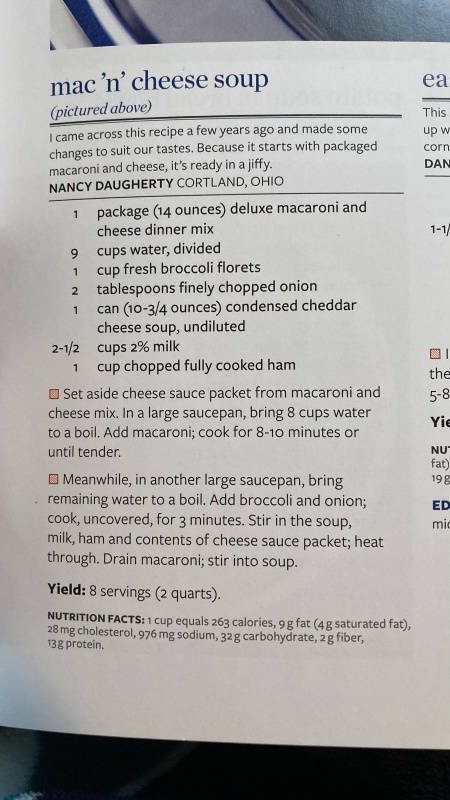 mac 'n' cheese soup
(pictured above)
I came across this recipe a few years ago and made some
changes to suit our tastes. Because it starts with packaged
macaroni and cheese, it's ready in a jiffy.
NANCY DAUGHERTY CORTLAND, OHIO
1 package (14 ounces) deluxe macaroni and
cheese dinner mix
9 cups water, divided
1 cup fresh broccoli florets
2 tablespoons finely chopped onion
1 can (10-3/4 ounces) condensed cheddar
cheese soup, undiluted
2-1/2 cups 2% milk
1 cup chopped fully cooked ham
Set aside cheese sauce packet from macaroni and
cheese mix. In a large saucepan, bring 8 cups water
to a boil. Add macaroni; cook for 8-10 minutes or
until tender.
Meanwhile, in another large saucepan, bring
remaining water to a boil. Add broccoli and onion;
cook, uncovered, for 3 minutes. Stir in the soup,
milk, ham and contents of cheese sauce packet; heat
through. Drain macaroni; stir into soup.
Yield: 8 servings (2 quarts).
NUTRITION FACTS: 1 cup equals 263 calories, 9 g fat (4 g saturated fat),
28 mg cholesterol, 976 mg sodium, 32 g carbohydrate, 2 g fiber,
13 g protein.
ea
This
up w
corn
DAN
1-1/
I
the
5-8
Yie
NUT
fat)
19 g
ED
mic